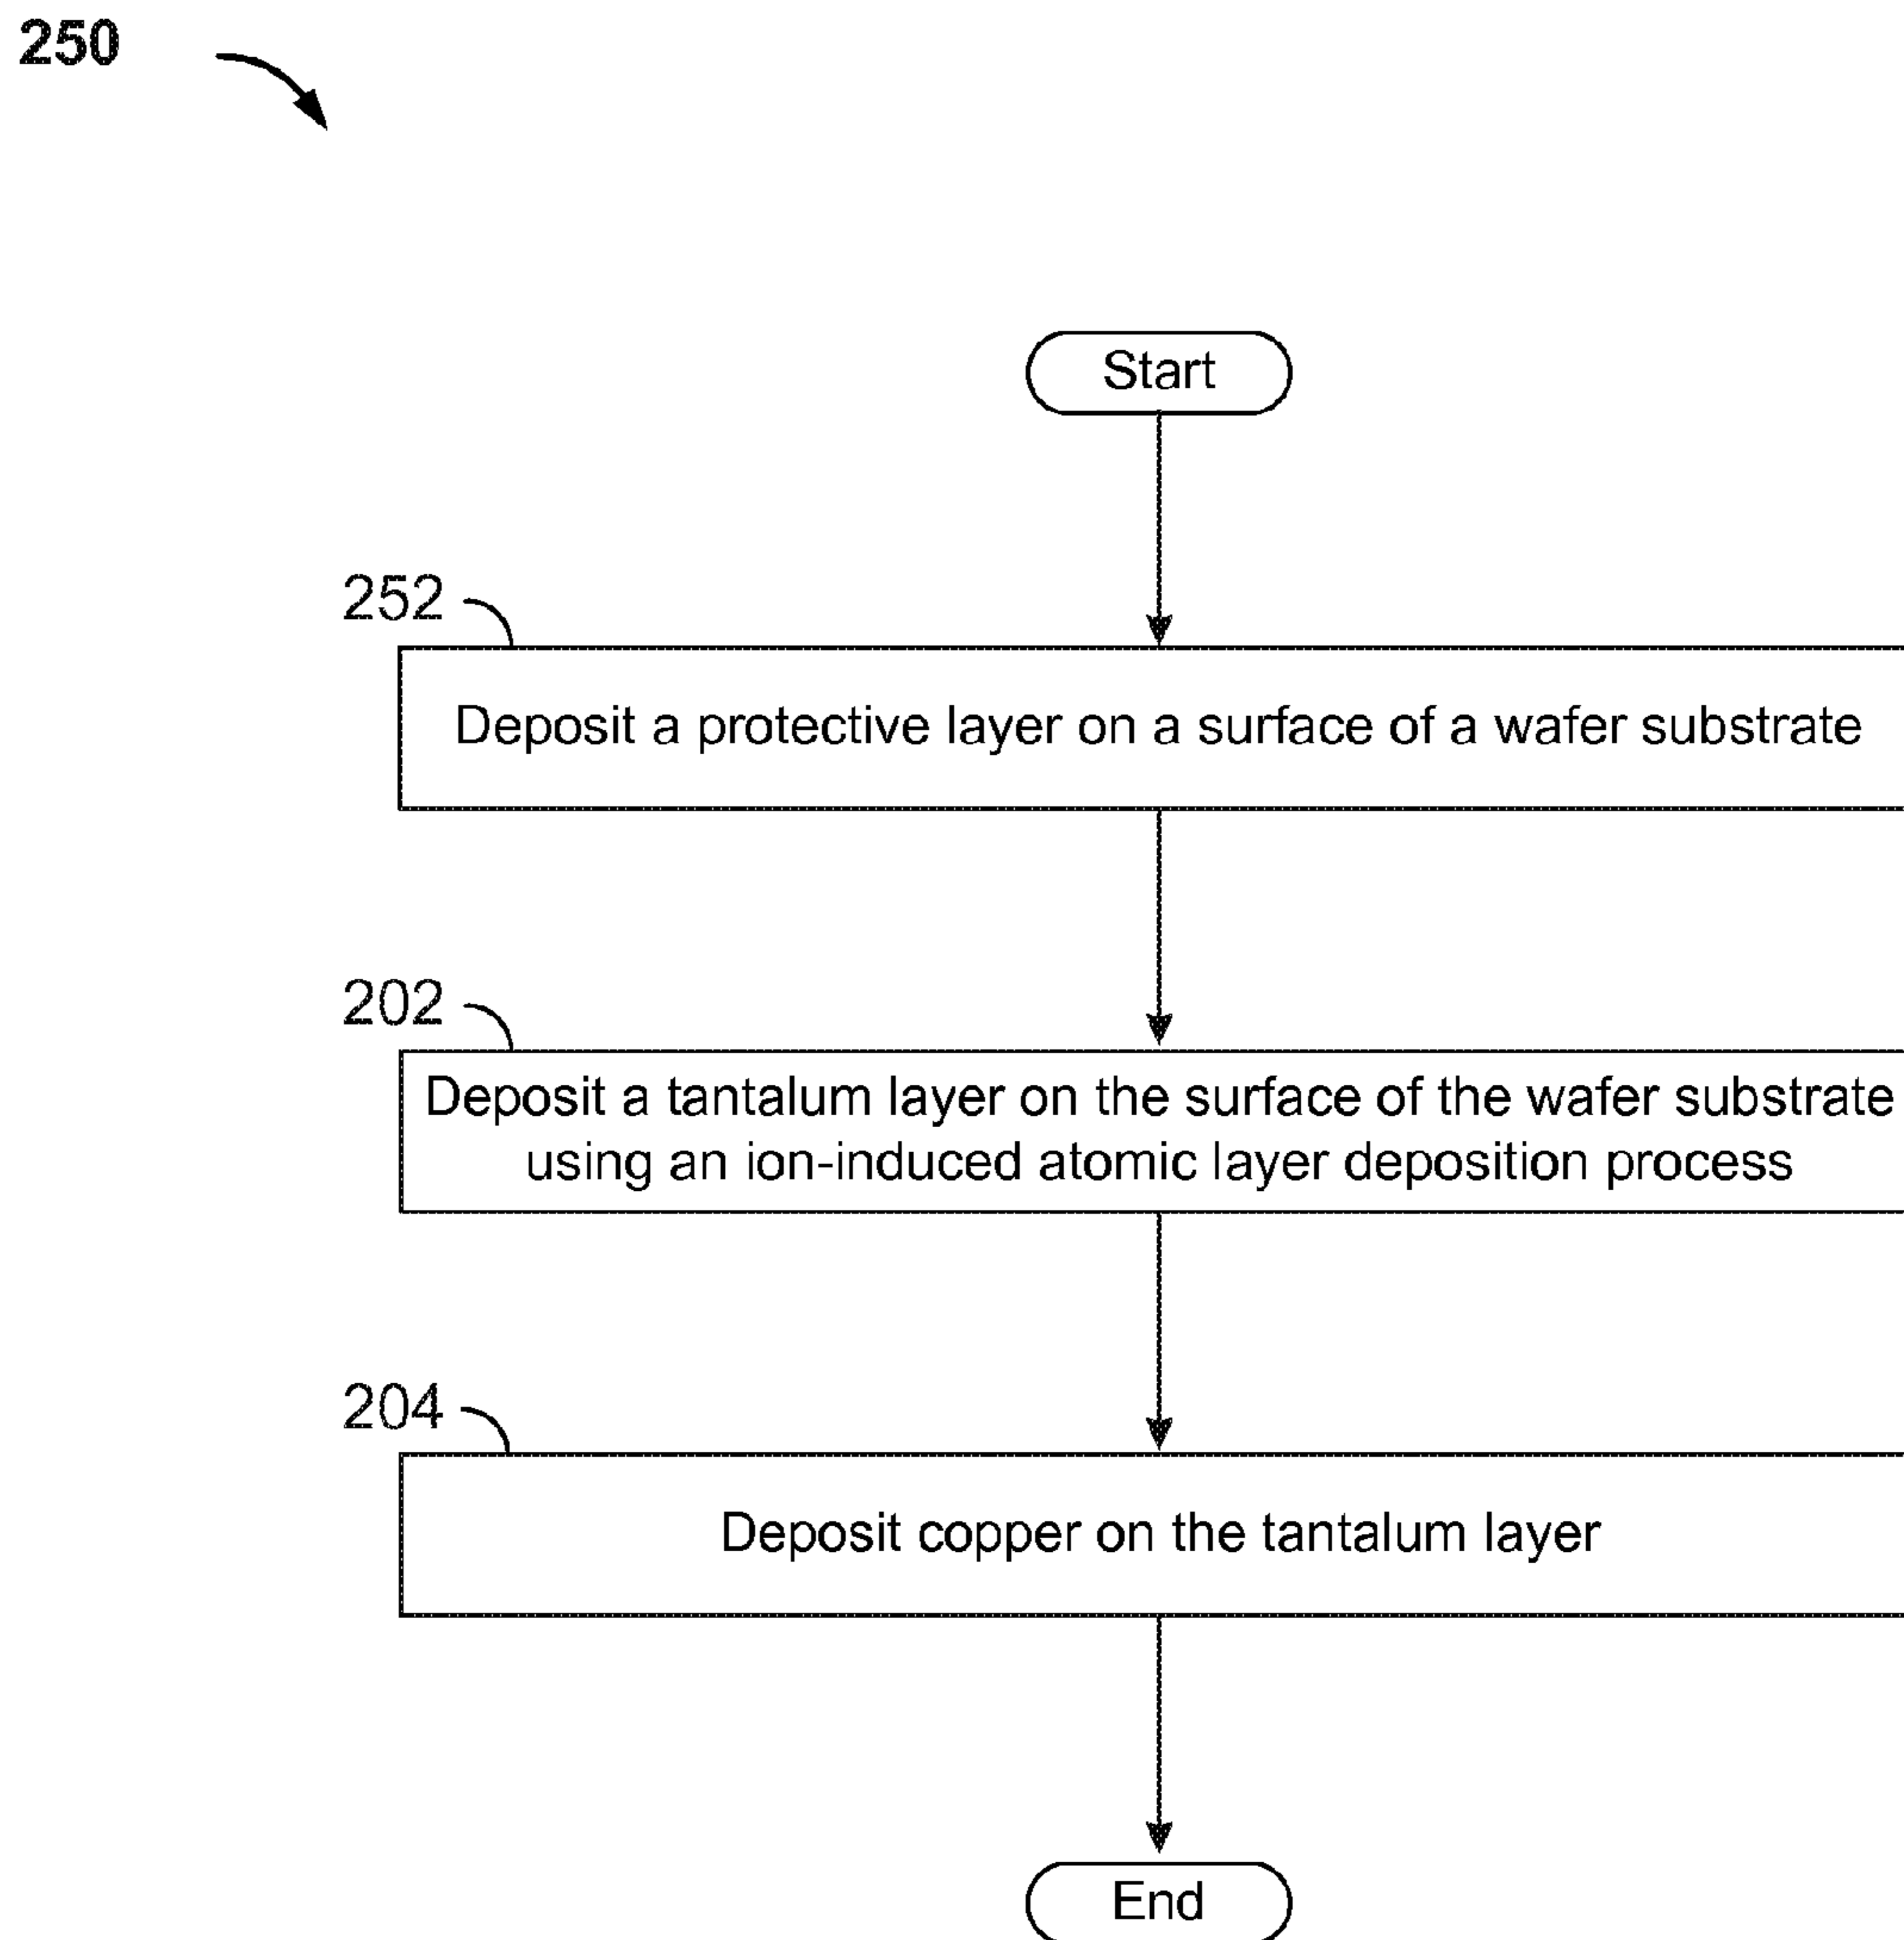 250
Start
252
Deposit a protective layer on a surface of a wafer substrate
202
Deposit a tantalum layer on the surface of the wafer substrate
using an ion-induced atomic layer deposition process
204
Deposit copper on the tantalum layer
End